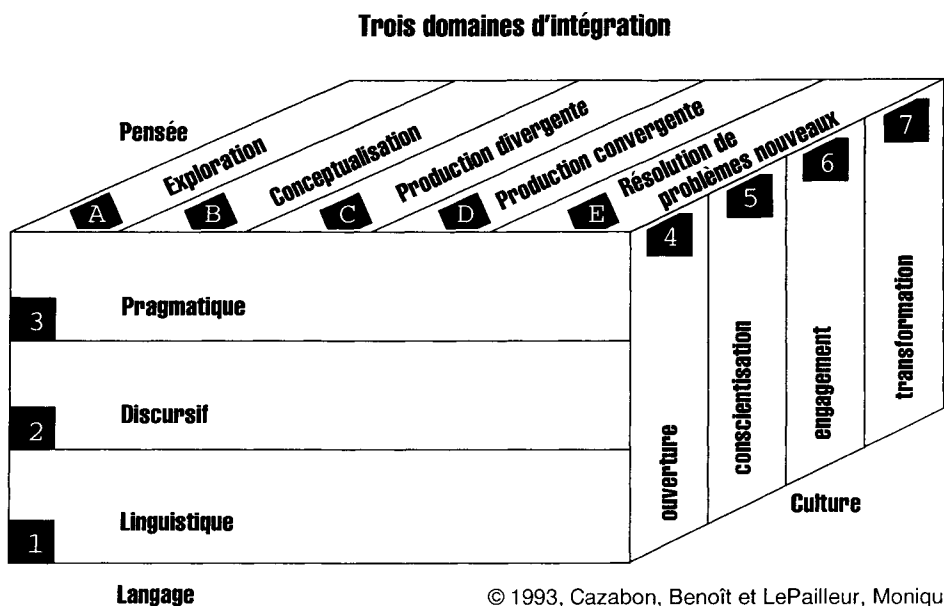 Trois domaines d'intégration
Pensée
A Exploration
B Conceptualisation
C Production divergente
D Production convergente
E Résolution de
problèmes nouveaux
3 Pragmatique
2 Discursif
1 Linguistique
4 ouverture
5 conscientisation
6 engagement
7 transformation
Culture
Langage
© 1993, Cazabon, Benoît et LePailleur,